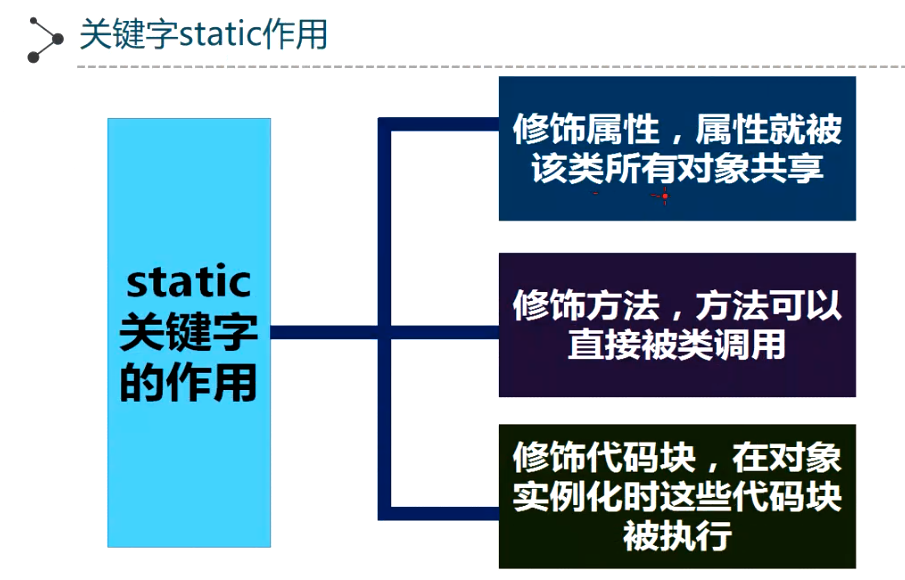 关键字static作用
static
关键字
的作用
修饰属性，属性就被
该类所有对象共享
修饰方法，方法可以
直接被类调用
修饰代码块，在对象
实例化时这些代码块
被执行